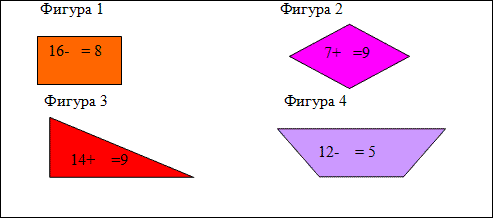 Фигура 1
Фигура 2
16-   = 8
7+   =9
Фигура 3
Фигура 4
14+   =9
12-   = 5